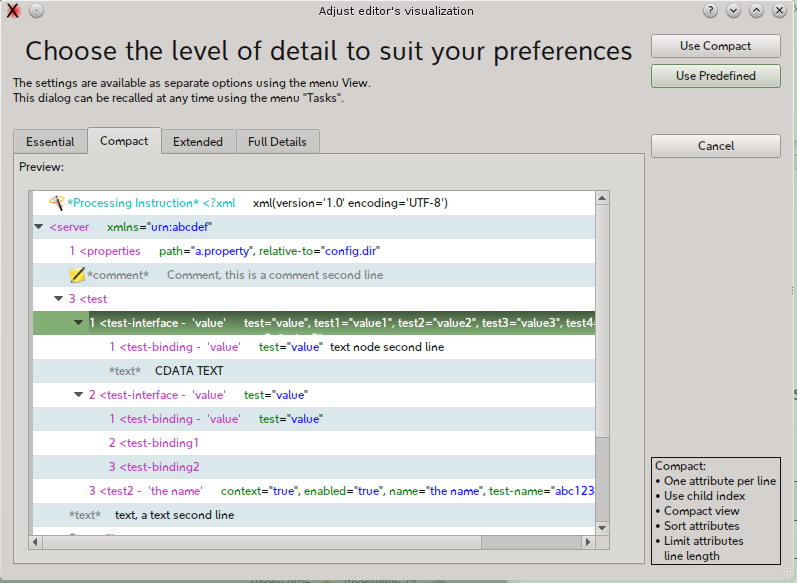 Adjust editor's visualization
Choose the level of detail to suit your preferences
Use Compact
The settings are available as separate options using the menu View.
Use Predefined
This dialog can be recalled at any time using the menu "Tasks".
Essential Compact Extended Full Details
Cancel
Preview:
*Processing Instruction* <?xml xml(version='1.0' encoding='UTF-8')
<server xmlns="urn:abcdef"
1 <properties path="a.property", relative-to="config.dir"
*comment* Comment, this is a comment second line
3 <test
1 <test-interface - 'value' test="value", test1="value1", test2="value2", test3="value3", test4=
1 <test-binding - 'value' test="value" text node second line
*text* CDATA TEXT
2 <test-interface - 'value' test="value"
1 <test-binding - 'value' test="value"
2 <test-binding1
3 <test-binding2
3 <test2 - 'the name' context="true", enabled="true", name="the name", test-name="abc123
*text* text, a text second line
Compact:
• One attribute per line
• Use child index
• Compact view
• Sort attributes
• Limit attributes
line length